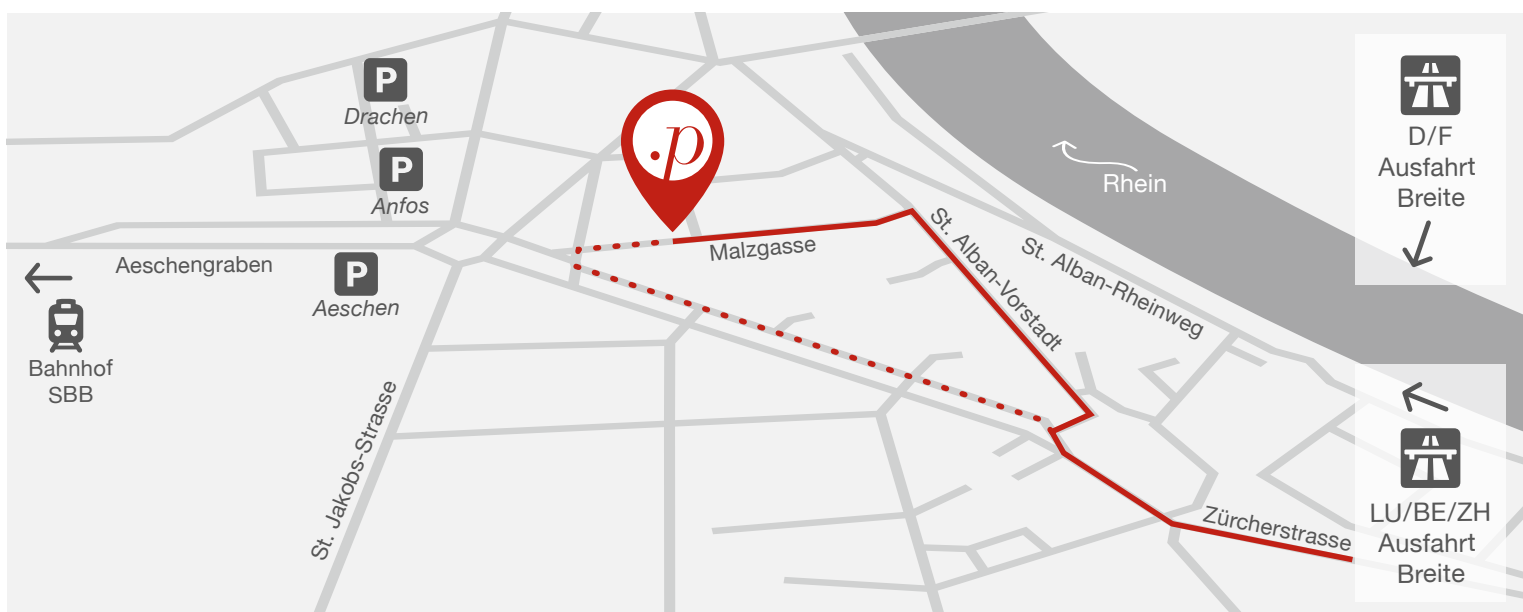 P
Drachen
P
Anfos
.p
Malzgasse
Aeschengraben
P
Aeschen
Bahnhof
SBB
St. Jakobs-Strasse
St. Alban-Vorstadt
St. Alban-Rheinweg
Rhein
Zürcherstrasse
D/F
Ausfahrt
Breite
LU/BE/ZH
Ausfahrt
Breite